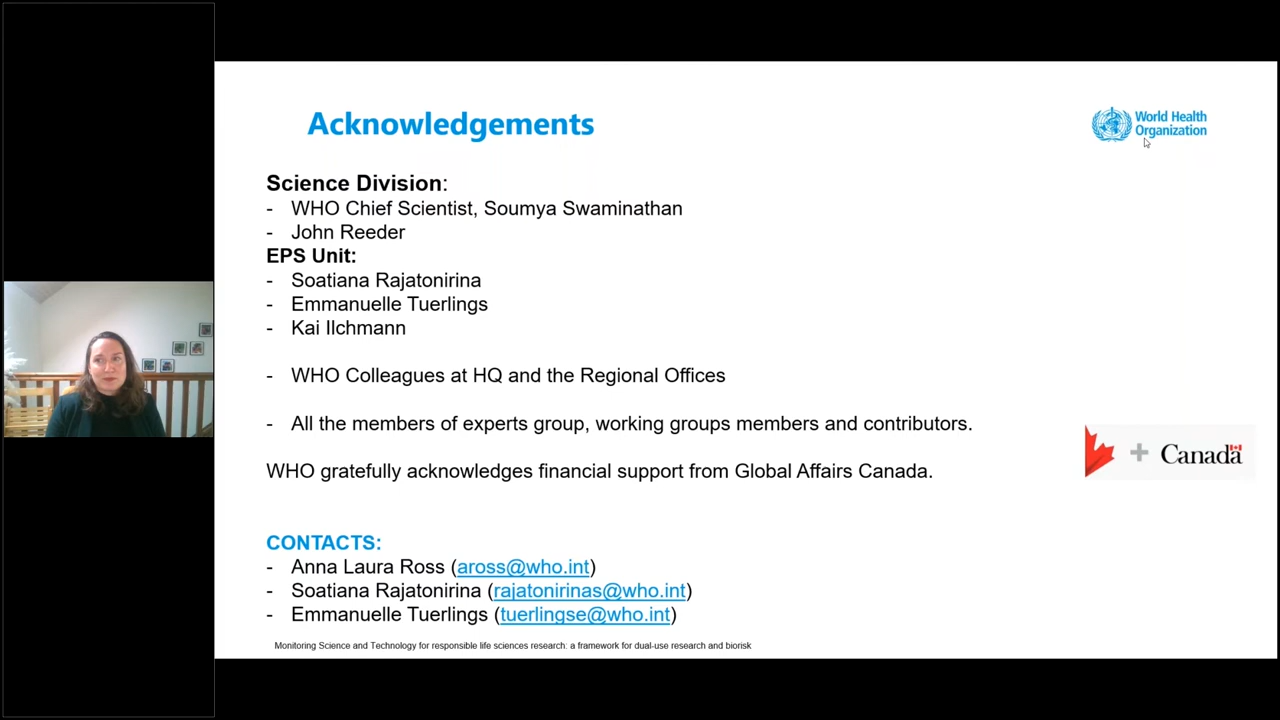 Acknowledgements
World Health
Organization
Science Division:
- WHO Chief Scientist, Soumya Swaminathan
- John Reeder
EPS Unit:
- Soatiana Rajatonirina
- Emmanuelle Tuerlings
- Kai Ilchmann
- WHO Colleagues at HQ and the Regional Offices
- All the members of experts group, working groups members and contributors.
WHO gratefully acknowledges financial support from Global Affairs Canada.
+ Canada
CONTACTS:
- Anna Laura Ross (aross@who.int)
- Soatiana Rajatonirina (rajatonirinas@who.int)
- Emmanuelle Tuerlings (tuerlingse@who.int)
Monitoring Science and Technology for responsible life sciences research: a framework for dual-use research and biorisk